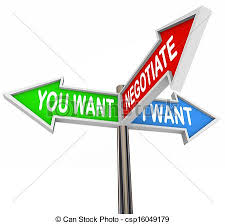 NEGOTIATE
YOU WANT
I WANT
© Can Stock Photo - csp16049179